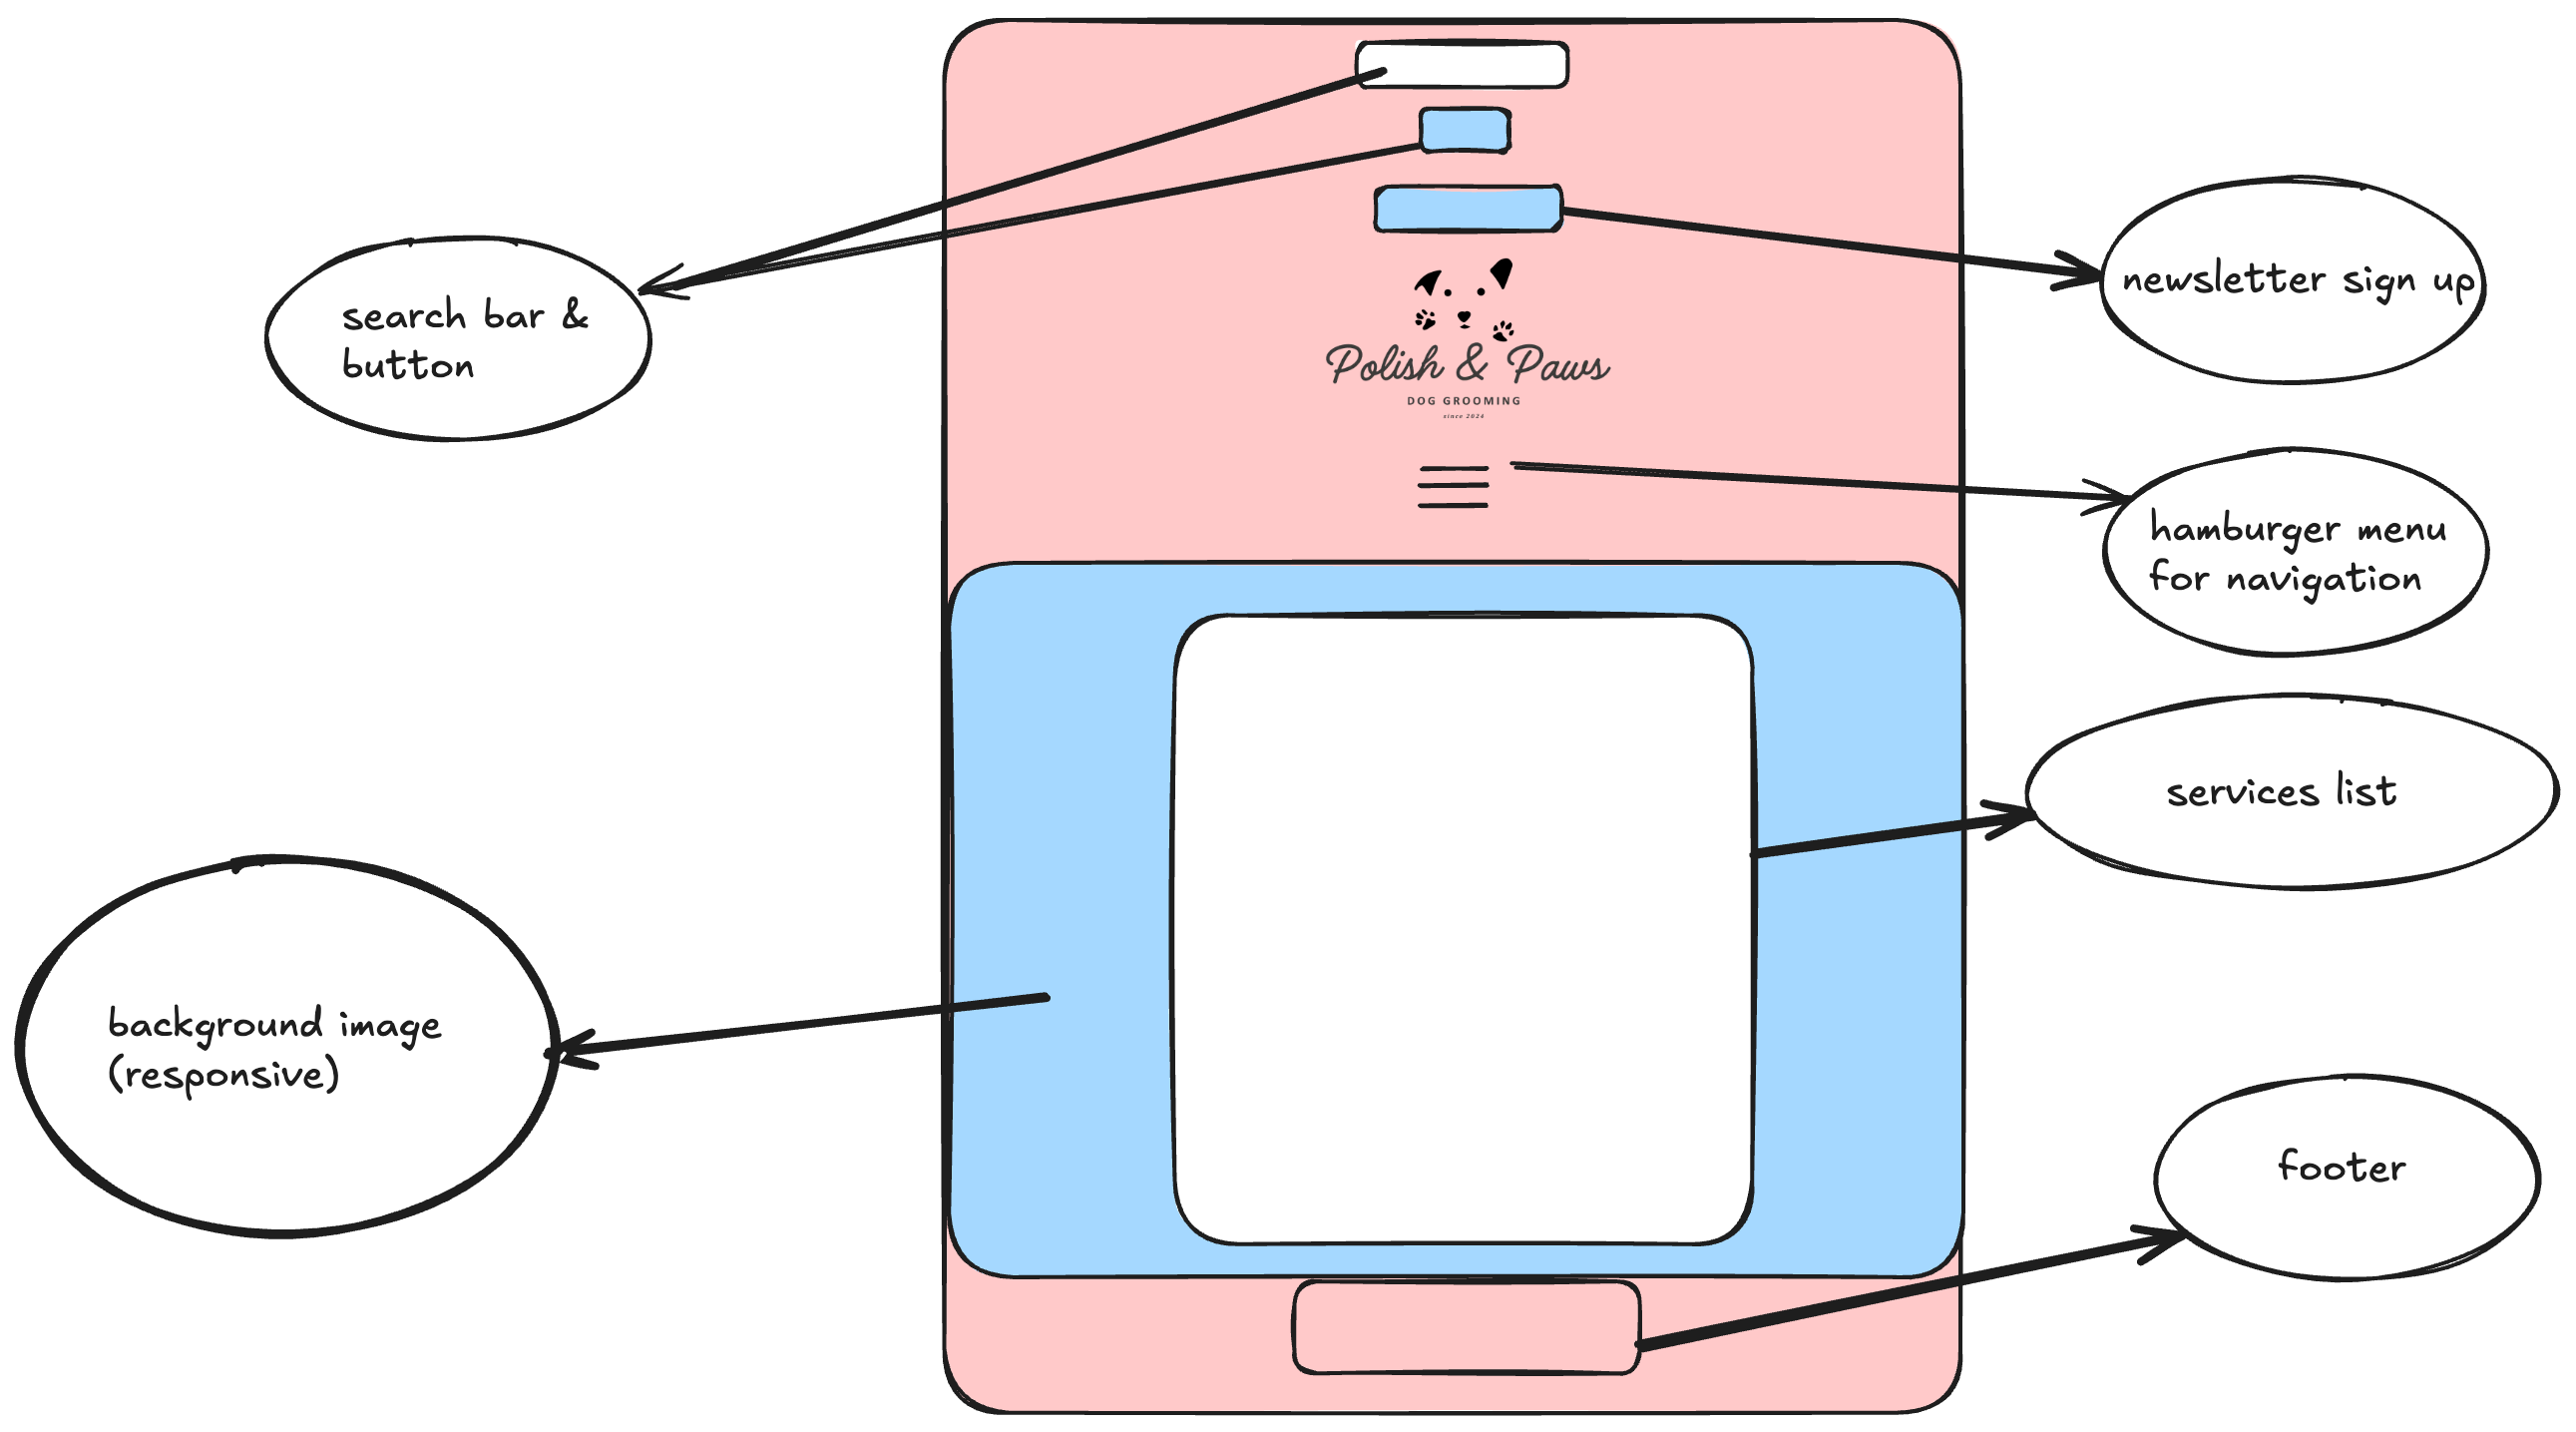 search bar &
button
newsletter sign up
Polish & Paws
DOG GROOMING
since 2024
hamburger menu
for navigation
services list
background image
(responsive)
footer